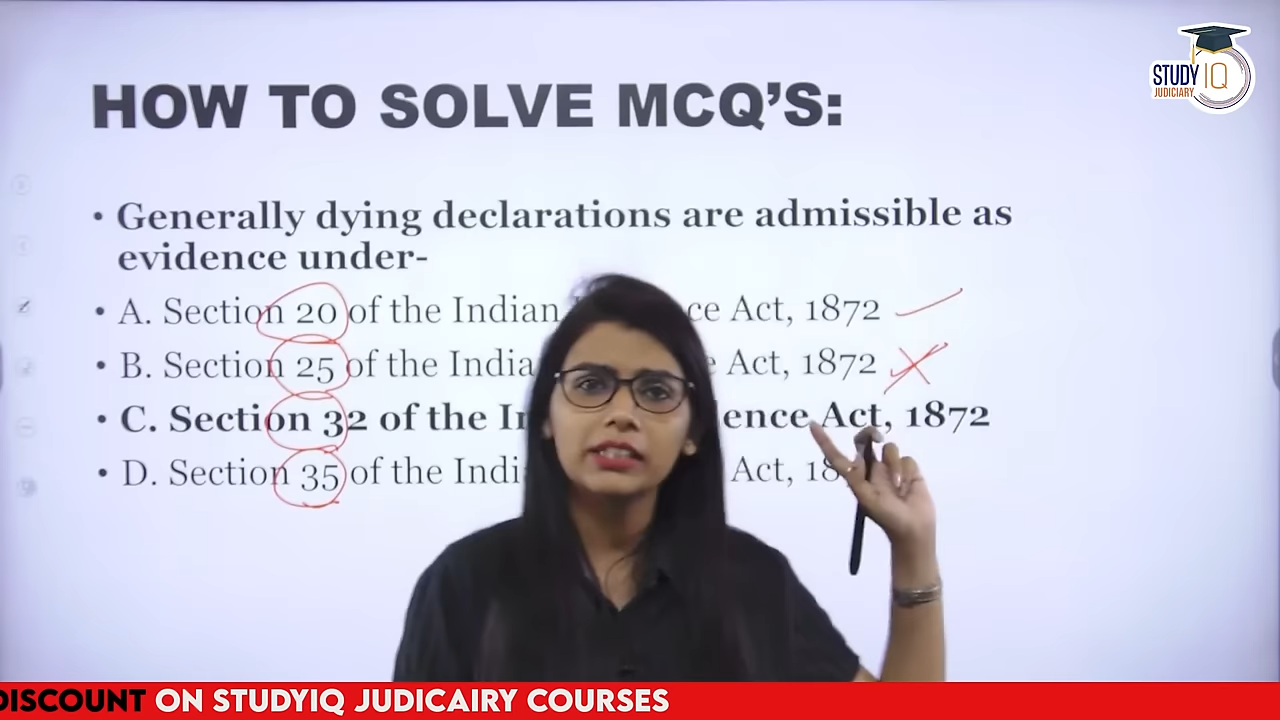 STUDY IQ
JUDICIARY
HOW TO SOLVE MCQ'S:
• Generally dying declarations are admissible as
evidence under-
• A. Section 20 of the Indian ce Act, 1872
• B. Section 25 of the India Act, 1872
• C. Section 32 of the In ence Act, 1872
• D. Section 35 of the Indi Act, 18
DISCOUNT ON STUDYIQ JUDICAIRY COURSES